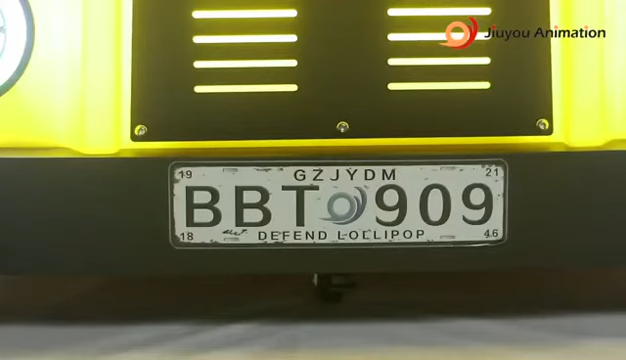 Jiuyou Animation
19 GZJYDM 21
BBT 909
18 DEFEND LOLLIPOP 46